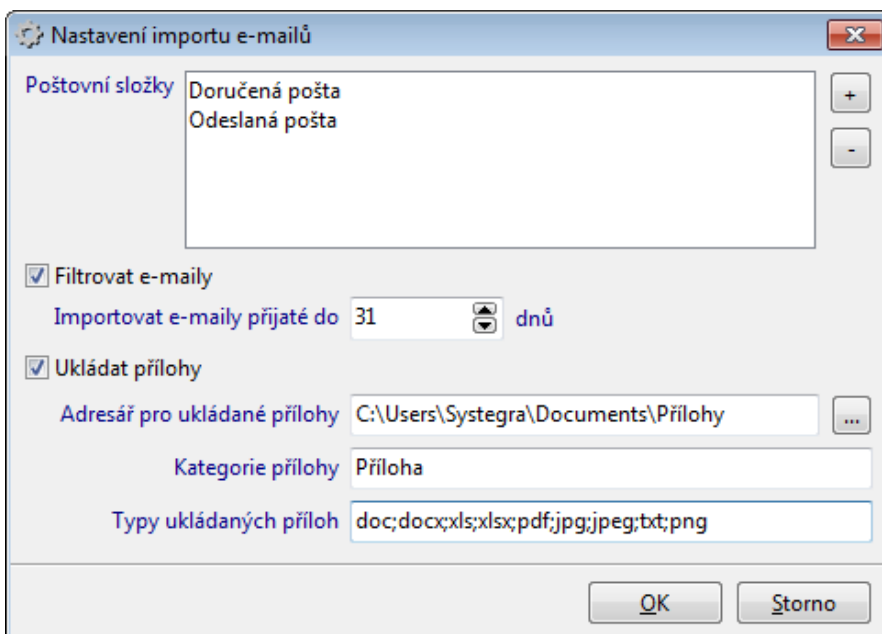 Nastavení importu e-mailů
Poštovní složky
Doručená pošta
Odeslaná pošta
+
-
Filtrovat e-maily
Importovat e-maily přijaté do 31 dnů
Ukládat přílohy
Adresář pro ukládané přílohy C:\Users\Systegra\Documents\Přílohy ...
Kategorie přílohy Příloha
Typy ukládaných příloh doc;docx;xls;xlsx;pdf;jpg;jpeg;txt;png
OK Storno